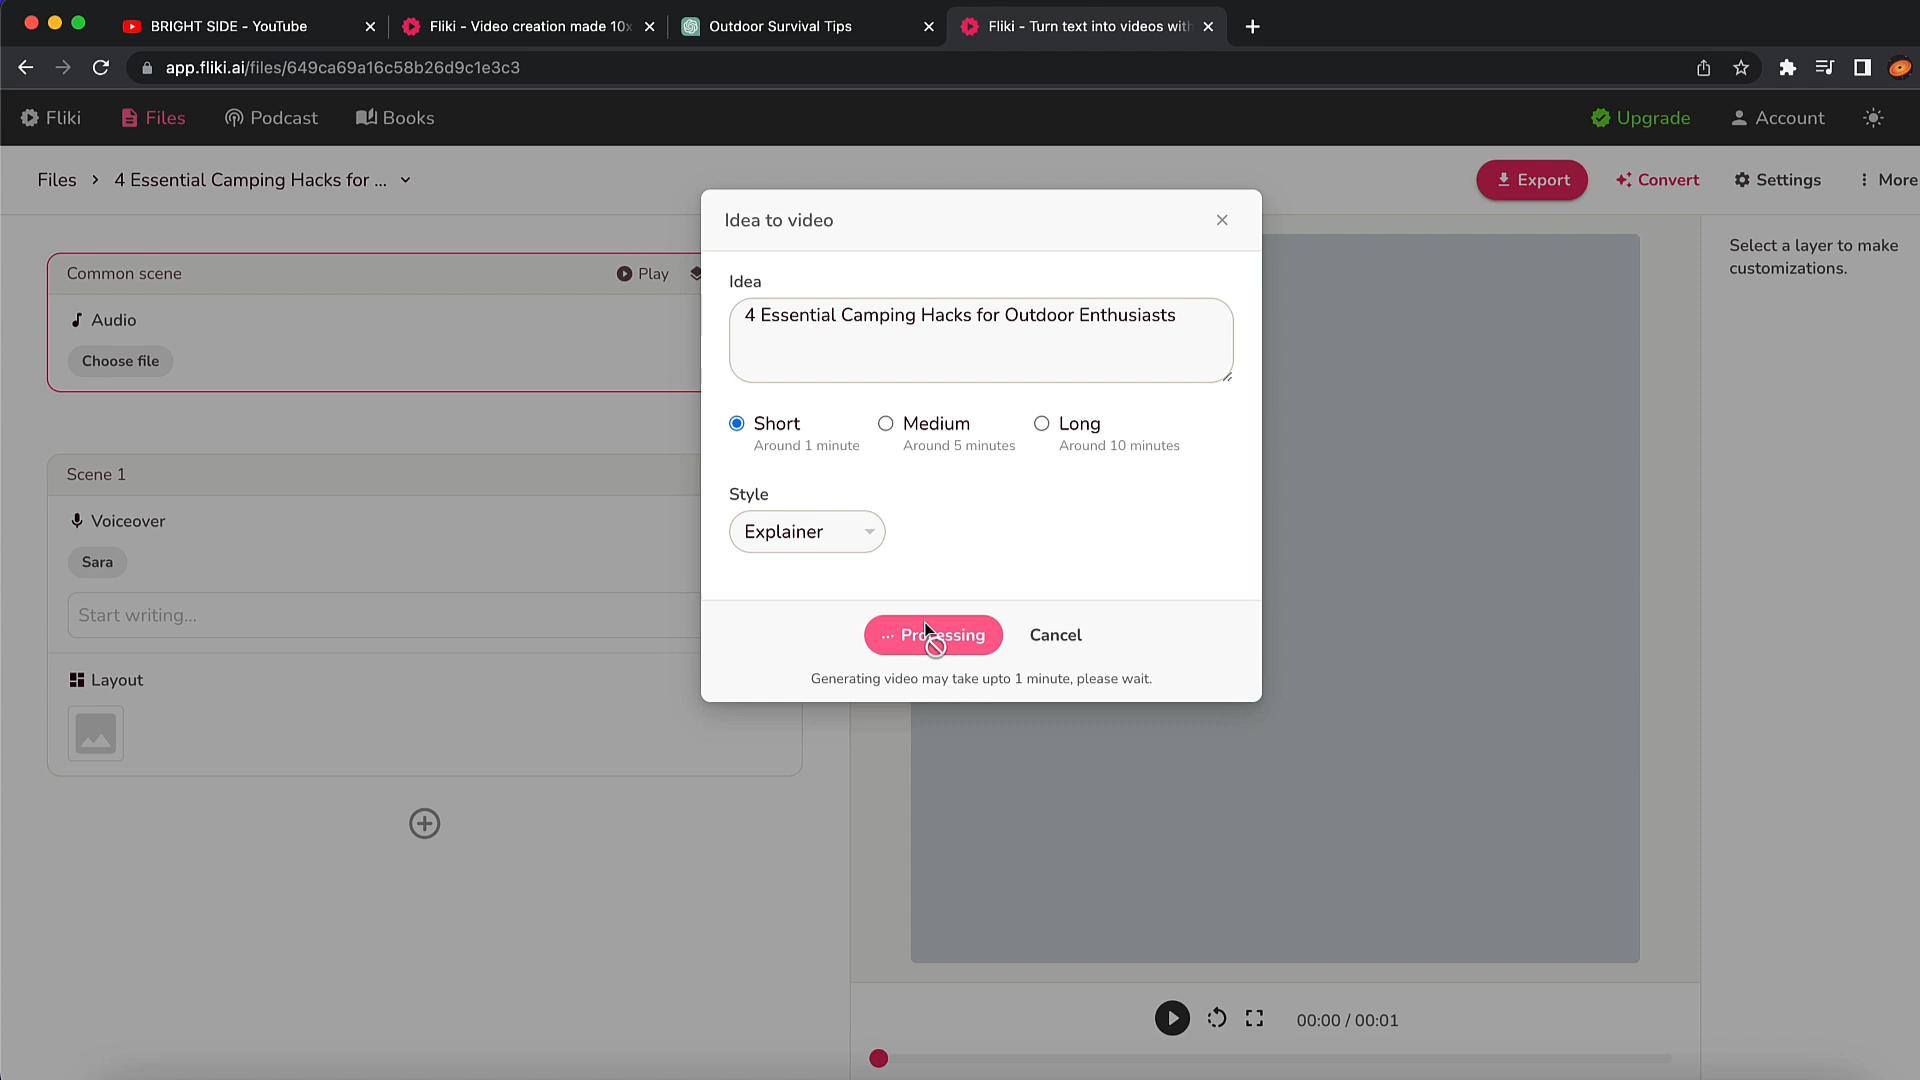 BRIGHT SIDE - YouTube
Fliki - Video creation made 10x
Outdoor Survival Tips
Fliki - Turn text into videos with
app.fliki.ai/files/649ca69a16c58b26d9c1e3c3
Fliki
Files
Podcast
Books
Upgrade
Account
Files > 4 Essential Camping Hacks for ...
Export
Convert
Settings
More
Idea to video
Common scene
Play
Audio
Choose file
Idea
4 Essential Camping Hacks for Outdoor Enthusiasts
Short
Around 1 minute
Medium
Around 5 minutes
Long
Around 10 minutes
Style
Explainer
... Processing
Cancel
Generating video may take upto 1 minute, please wait.
Scene 1
Voiceover
Sara
Start writing...
Layout
Select a layer to make
customizations.
00:00 / 00:01